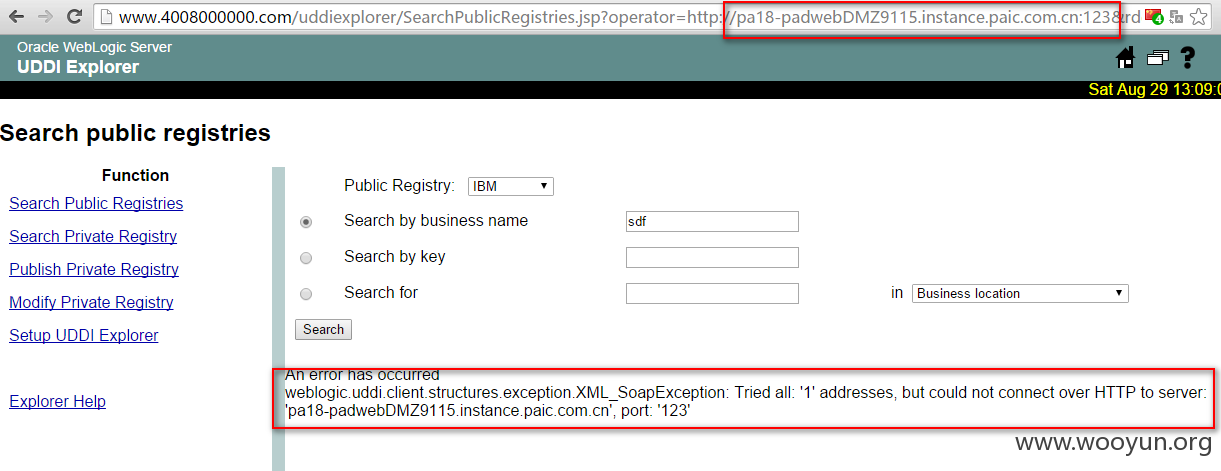 www.4008000000.com/uddiexplorer/SearchPublicRegistries.jsp?operator=http://pa18-padwebDMZ9115.instance.paic.com.cn:123&rd
4
Oracle WebLogic Server
UDDI Explorer
Sat Aug 29 13:09:0
Search public registries
Function
Search Public Registries
Search Private Registry
Publish Private Registry
Modify Private Registry
Setup UDDI Explorer
Explorer Help
Public Registry: IBM
Search by business name sdf
Search by key
Search for in Business location
Search
An error has occurred
weblogic.uddi.client.structures.exception.XML_SoapException: Tried all: '1' addresses, but could not connect over HTTP to server:
'pa18-padwebDMZ9115.instance.paic.com.cn', port: '123'
www.wooyun.org